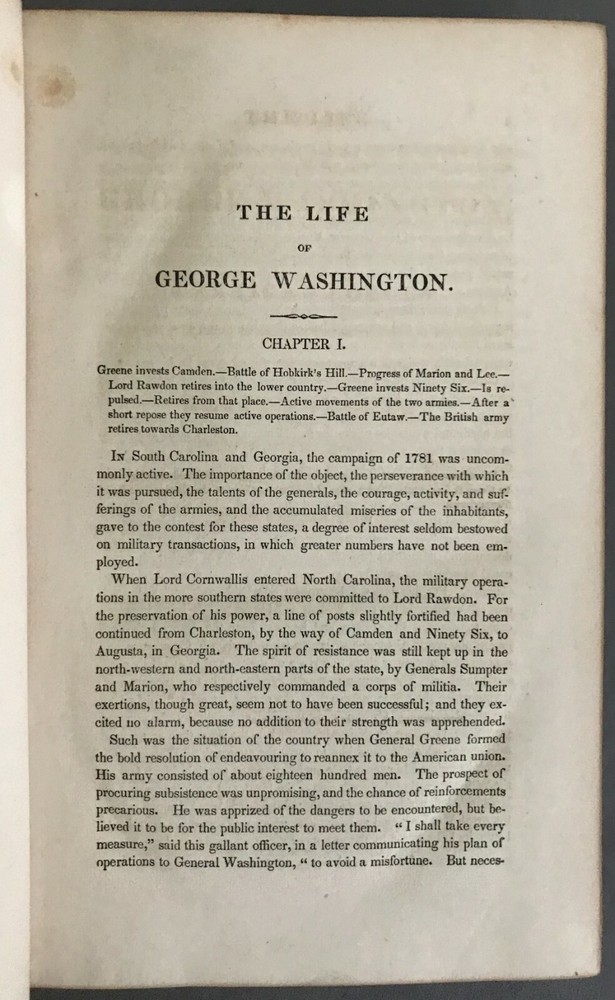 THE LIFE
OF
GEORGE WASHINGTON.
CHAPTER I.
Greene invests Camden.—Battle of Hobkirk's Hill.—Progress of Marion and Lee.—
Lord Rawdon retires into the lower country.—Greene invests Ninety Six.—Is re-
pulsed.—Retires from that place.—Active movements of the two armies.—After a
short repose they resume active operations.—Battle of Eutaw.—The British army
retires towards Charleston.
In South Carolina and Georgia, the campaign of 1781 was uncom-
monly active. The importance of the object, the perseverance with which
it was pursued, the talents of the generals, the courage, activity, and suf-
ferings of the armies, and the accumulated miseries of the inhabitants,
gave to the contest for these states, a degree of interest seldom bestowed
on military transactions, in which greater numbers have not been em-
ployed.
When Lord Cornwallis entered North Carolina, the military opera-
tions in the more southern states were committed to Lord Rawdon. For
the preservation of his power, a line of posts slightly fortified had been
continued from Charleston, by the way of Camden and Ninety Six, to
Augusta, in Georgia. The spirit of resistance was still kept up in the
north-western and north-eastern parts of the state, by Generals Sumpter
and Marion, who respectively commanded a corps of militia. Their
exertions, though great, seem not to have been successful; and they ex-
cited no alarm, because no addition to their strength was apprehended.
Such was the situation of the country when General Greene formed
the bold resolution of endeavouring to reannex it to the American union.
His army consisted of about eighteen hundred men. The prospect of
procuring subsistence was unpromising, and the chance of reinforcements
precarious. He was apprized of the dangers to be encountered, but be-
lieved it to be for the public interest to meet them. "I shall take every
measure," said this gallant officer, in a letter communicating his plan of
operations to General Washington, "to avoid a misfortune. But neces-